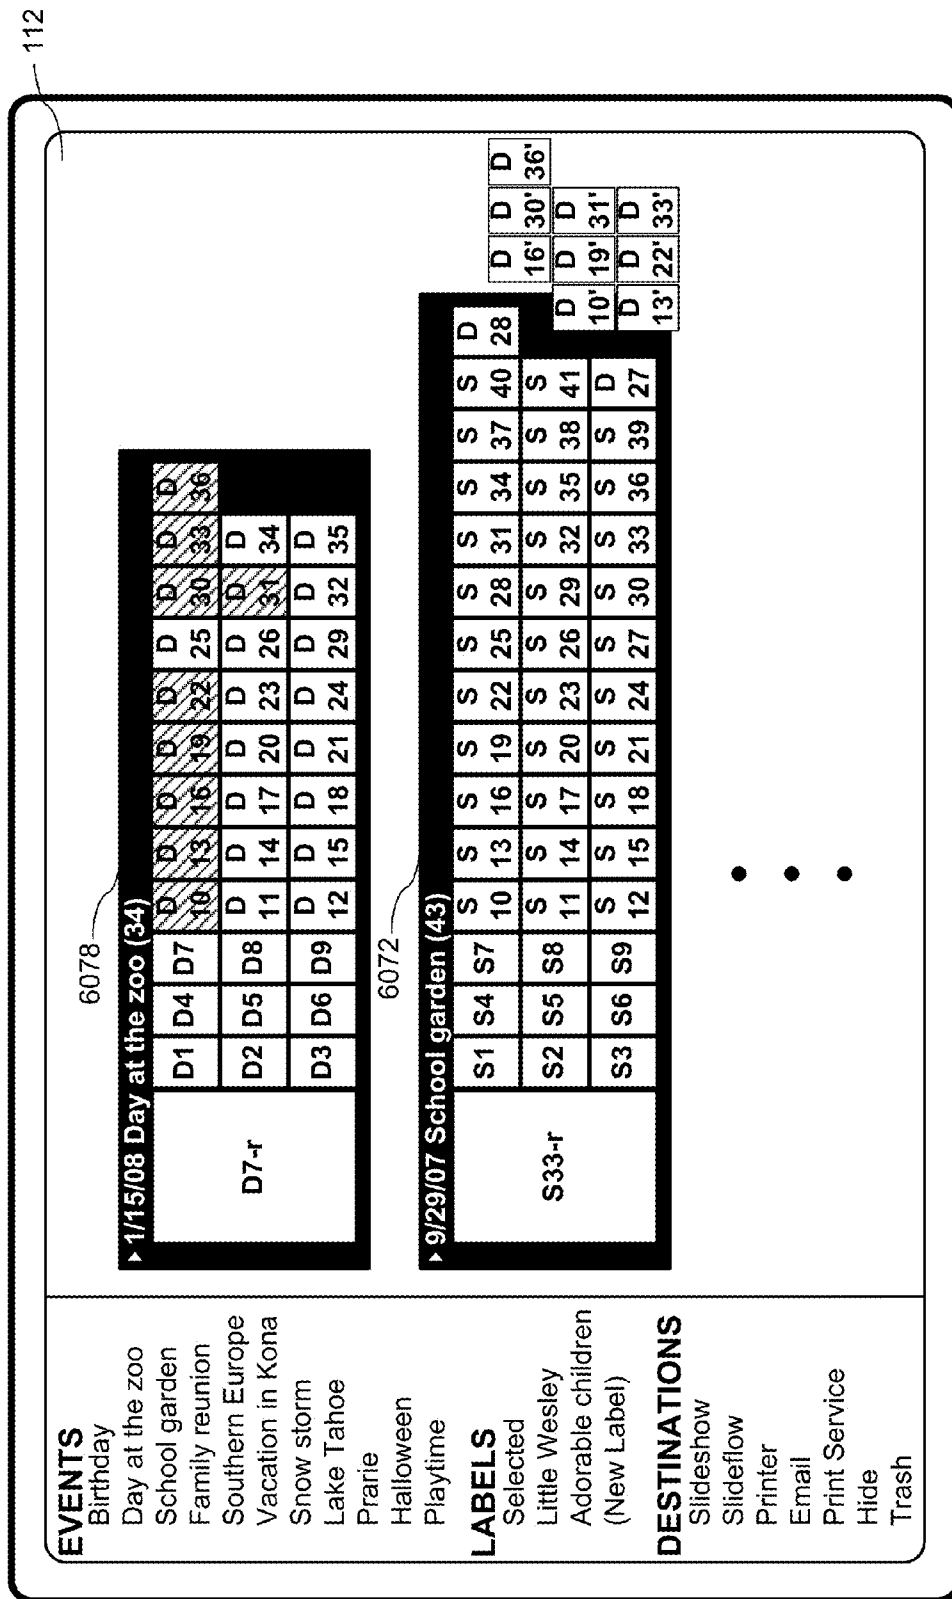 112
EVENTS
Birthday
Day at the zoo
School garden
Family reunion
Southern Europe
Vacation in Kona
Snow storm
Lake Tahoe
Prarie
Halloween
Playtime
LABELS
Selected
Little Wesley
Adorable children
(New Label)
DESTINATIONS
Slideshow
Slideflow
Printer
Email
Print Service
Hide
Trash
6078
1/15/08 Day at the zoo (34)
D7-r
D1 D4 D7 D 10 D 13 D 16 D 19 D 22 D 25 D 30 D 33 D 36
D2 D5 D8 D 11 D 14 D 17 D 20 D 23 D 26 D 31 D 34
D3 D6 D9 D 12 D 15 D 18 D 21 D 24 D 29 D 32 D 35
6072
9/29/07 School garden (43)
S33-r
S1 S4 S7 S 10 S 13 S 16 S 19 S 22 S 25 S 28 S 31 S 34 S 37 S 40 D 28
S2 S5 S8 S 11 S 14 S 17 S 20 S 23 S 26 S 29 S 32 S 35 S 38 S 41
S3 S6 S9 S 12 S 15 S 18 S 21 S 24 S 27 S 30 S 33 S 36 S 39 D 27
D 16' D 30' D 36'
D 10' D 19' D 31'
D 13' D 22' D 33'